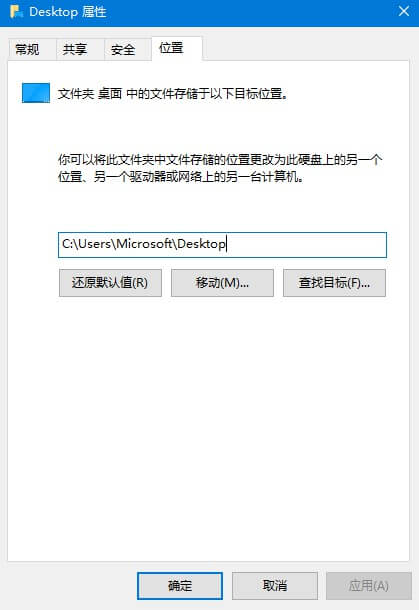 Desktop 属性
常规 共享 安全 位置
文件夹 桌面 中的文件存储于以下目标位置。
你可以将此文件夹中文件存储的位置更改为此硬盘上的另一个
位置、另一个驱动器或网络上的另一台计算机。
C:\Users\Microsoft\Desktop
还原默认值(R) 移动(M)... 查找目标(F)...
确定 取消 应用(A)